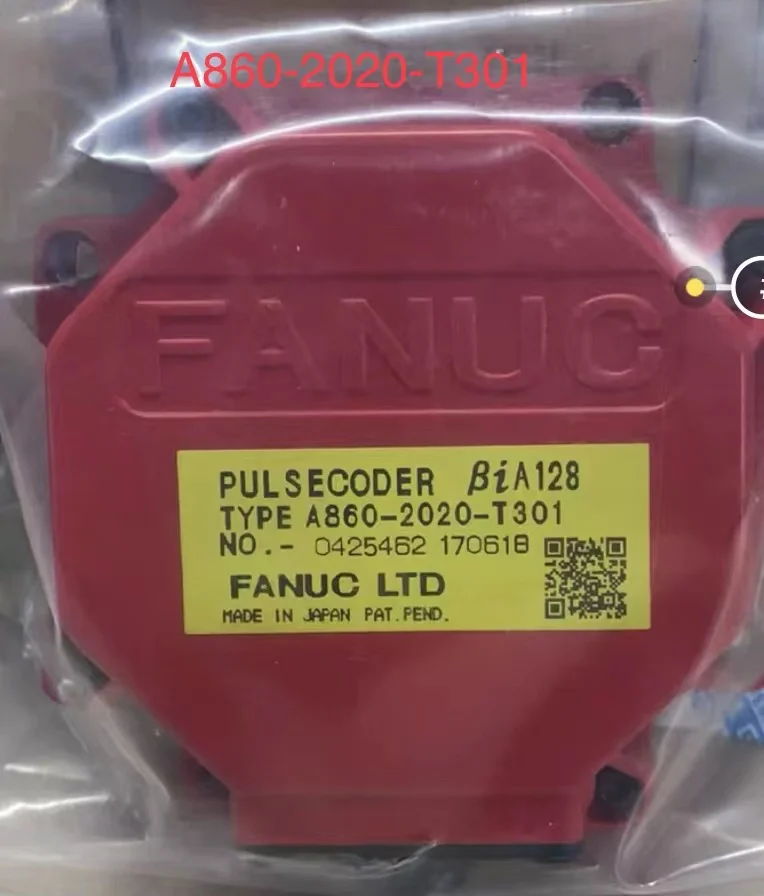 A860-2020-T301
FANUC
PULSECODER βiA128
TYPE A860-2020-T301
NO.- 0425462 170618
FANUC LTD
MADE IN JAPAN PAT.PEND.